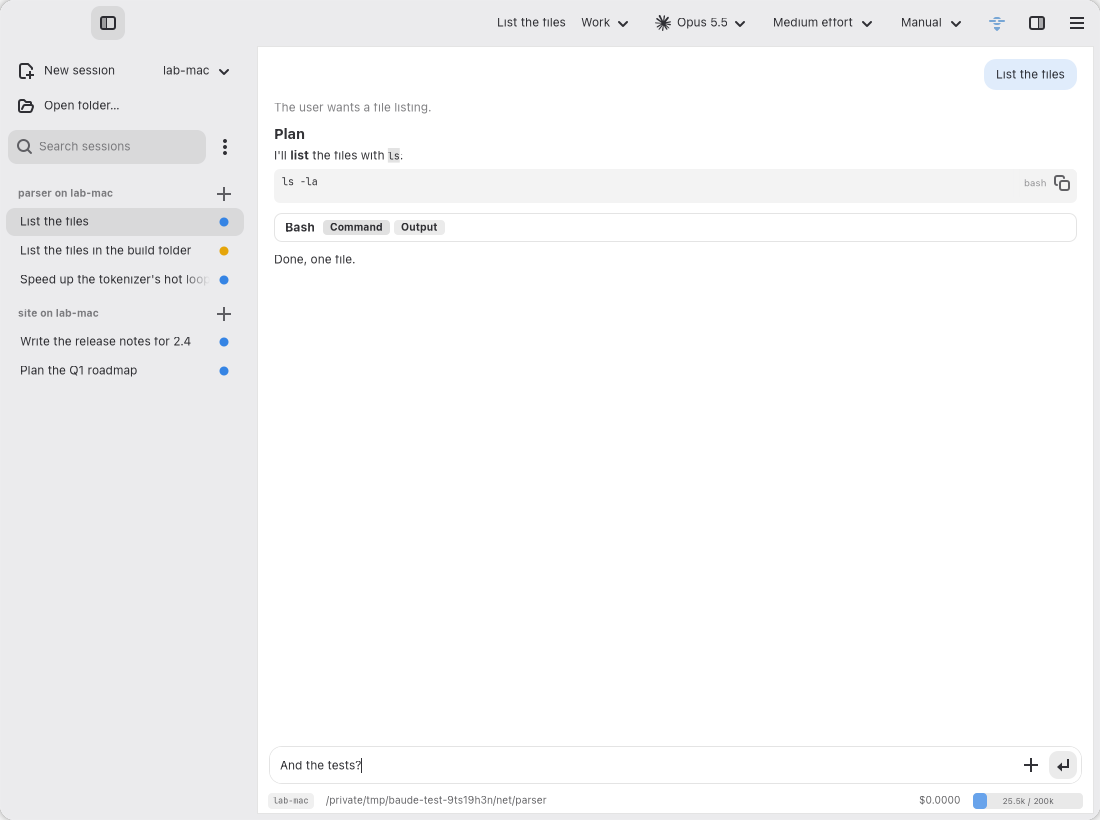 List the files
Work
Opus 5.5
Medium effort
Manual
New session
lab-mac
Open folder...
Search sessions
parser on lab-mac
List the files
List the files in the build folder
Speed up the tokenizer's hot loop
site on lab-mac
Write the release notes for 2.4
Plan the Q1 roadmap
List the files
The user wants a file listing.
Plan
I'll list the files with ls.
ls -la
bash
Bash Command Output
Done, one file.
And the tests?
lab-mac /private/tmp/baude-test-9ts19h3n/net/parser
$0.0000
25.5k / 200k